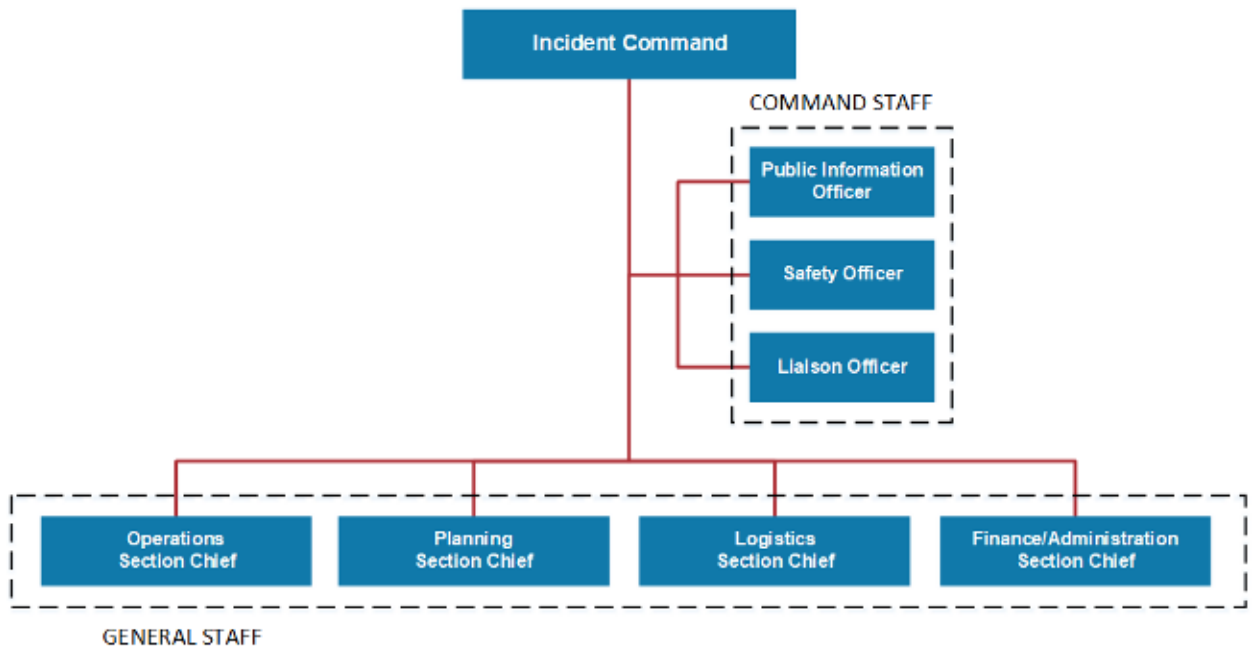 Incident Command
COMMAND STAFF
Public Information
Officer
Safety Officer
Liaison Officer
Operations
Section Chief
Planning
Section Chief
Logistics
Section Chief
Finance/Administration
Section Chief
GENERAL STAFF